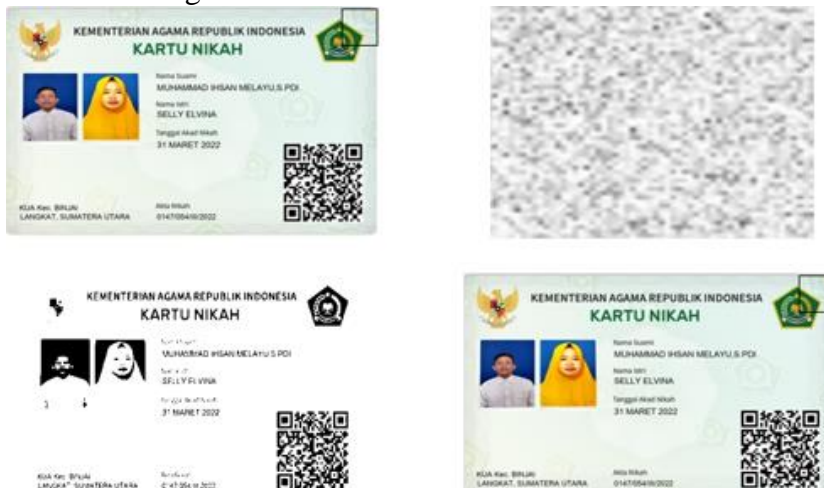 KEMENTERIAN AGAMA REPUBLIK INDONESIA
KARTU NIKAH
Nama Suami
MUHAMMAD IHSAN MELAYU,S PDI
Nama Istri
SELLY ELVINA
Tanggal Akad Nikah
31 MARET 2022
KUA Kec. BINJAI
LANGKAT, SUMATERA UTARA
Akta Nikah
KEMENTERIAN AGAMA REPUBLIK INDONESIA
KARTU NIKAH
MUHAMMAD IHSAN MELAYU S PDI
SELLY ELVINA
31 MARET 2022
KUA Kec. BINJAI
LANGKAT, SUMATERA UTARA
KEMENTERIAN AGAMA REPUBLIK INDONESIA
KARTU NIKAH
Nama Suami
MUHAMMAD IHSAN MELAYU,S PDI
Nama Istri
SELLY ELVINA
Tanggal Akad Nikah
31 MARET 2022
KUA Kec. BINJAI
LANGKAT, SUMATERA UTARA
Akta Nikah